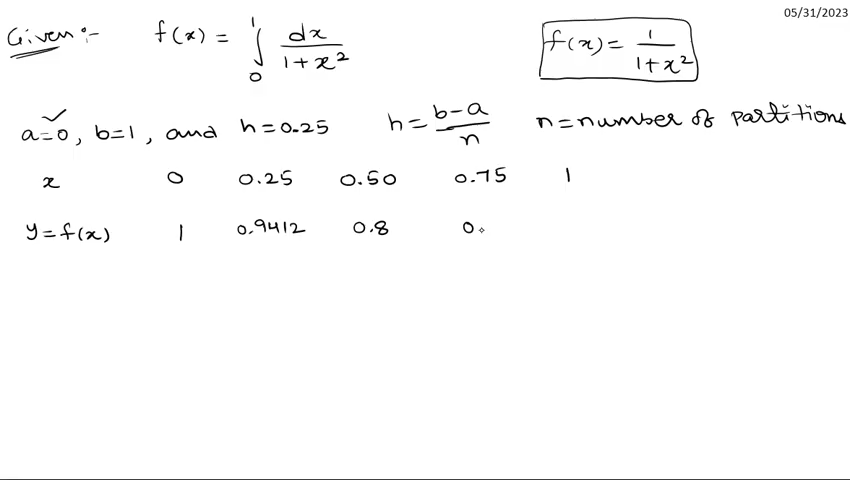 05/31/2023
Given :- f(x) = ∫₀¹ dx/(1+x²) f(x) = 1/(1+x²)
a=0, b=1, and h=0.25 h = (b-a)/n n = number of partitions
x 0 0.25 0.50 0.75 1
y = f(x) 1 0.9412 0.8 0.